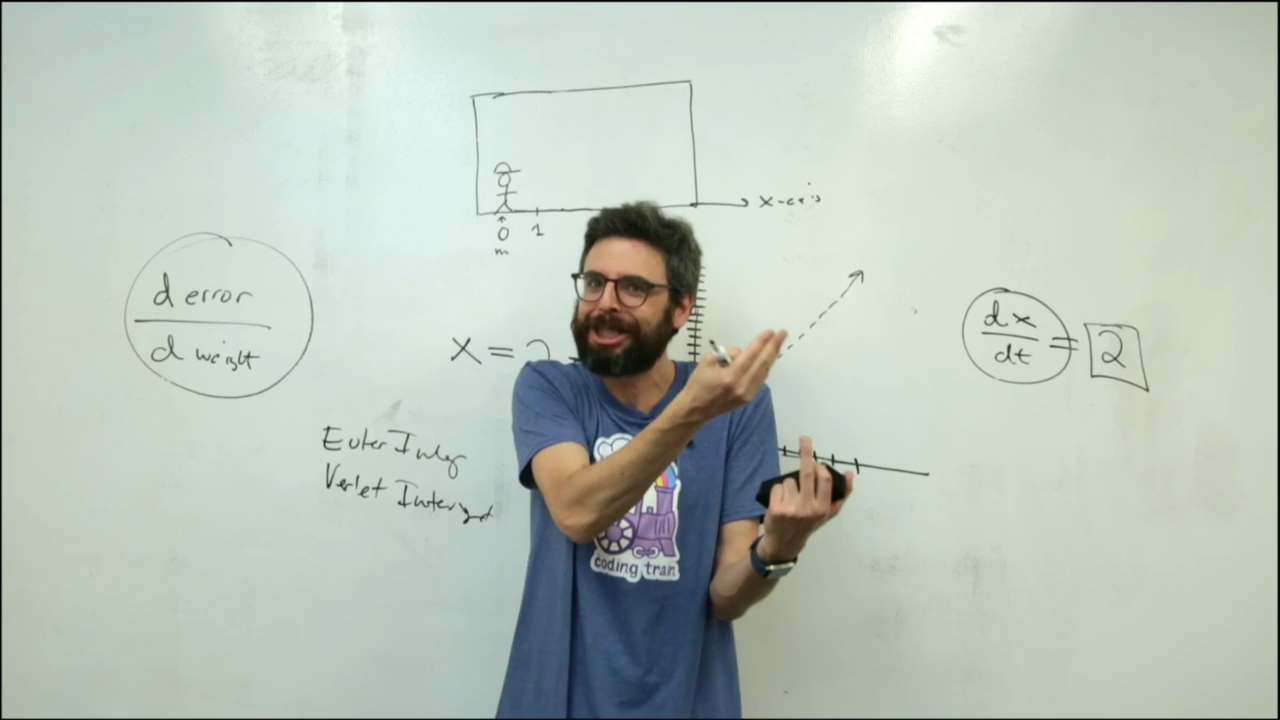 x-axis
0 1
m
d error
d weight
x = 2
dx
dt
= 2
Euler Integ
Verlet Integrat
coding train